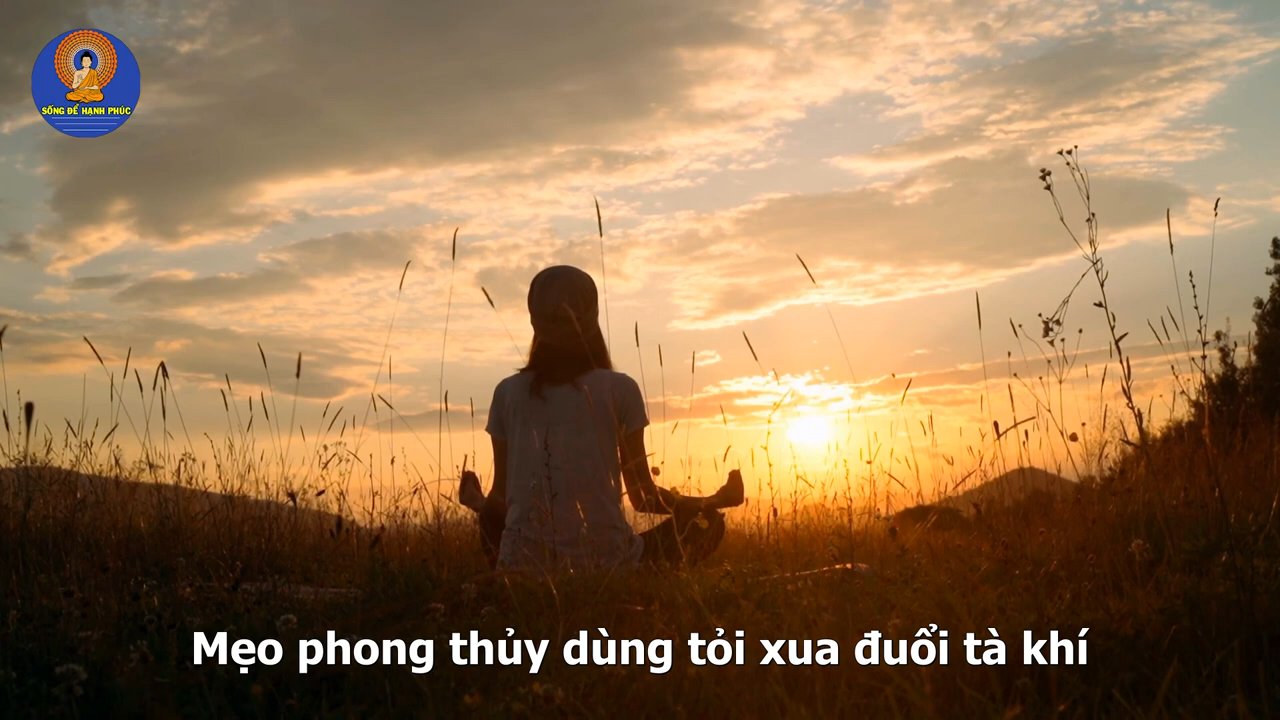 SỐNG ĐỂ HẠNH PHÚC
Mẹo phong thủy dùng tỏi xua đuổi tà khí